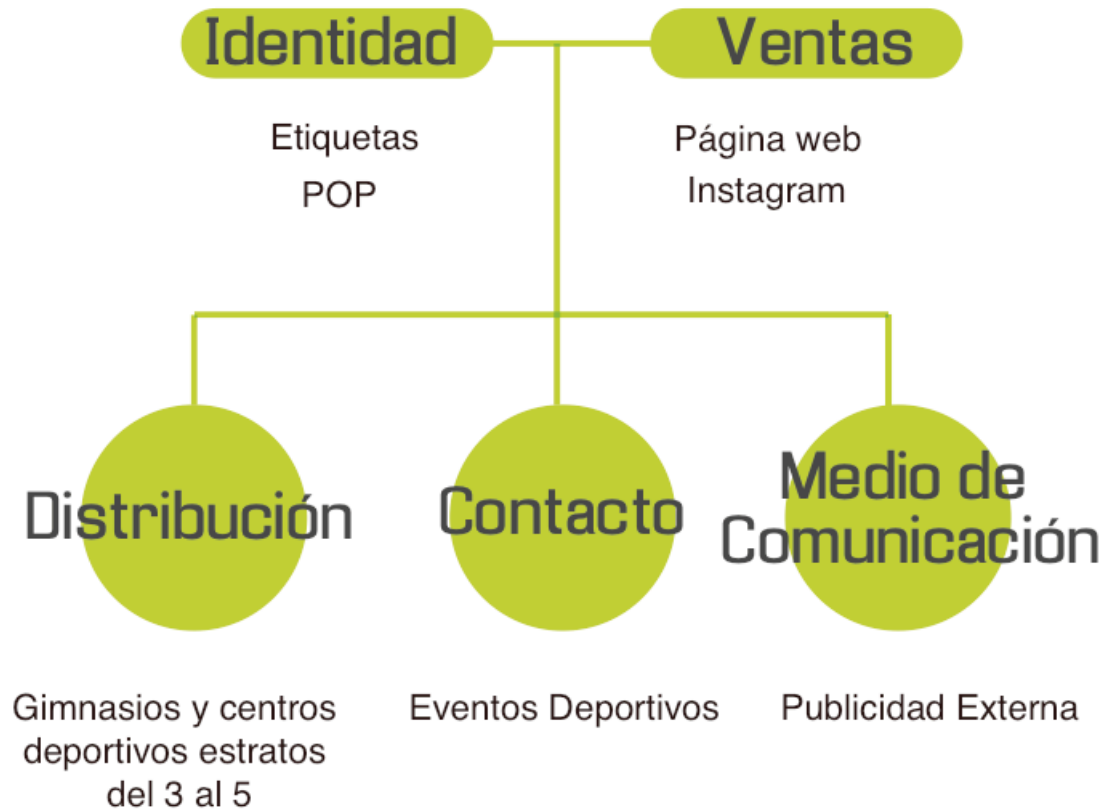 Identidad
Ventas
Etiquetas
POP
Página web
Instagram
Distribución
Contacto
Medio de
Comunicación
Gimnasios y centros
deportivos estratos
del 3 al 5
Eventos Deportivos
Publicidad Externa